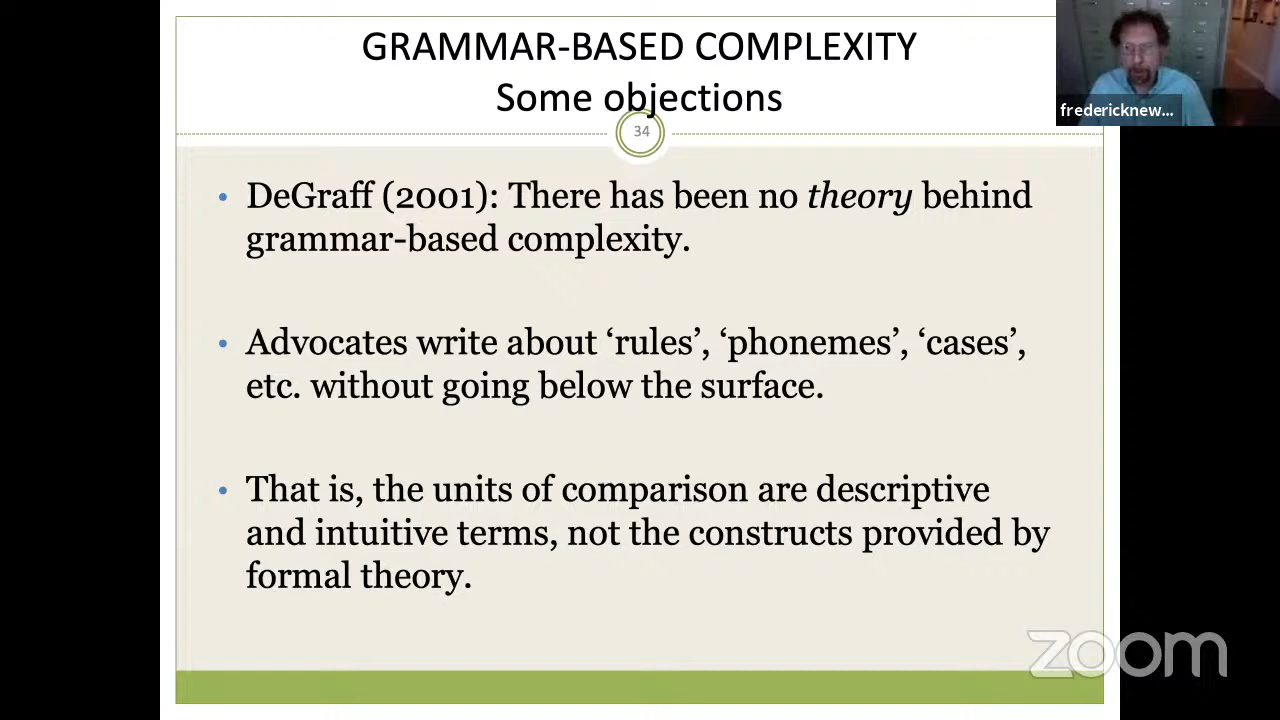 GRAMMAR-BASED COMPLEXITY
Some objections
34
• DeGraff (2001): There has been no theory behind
grammar-based complexity.
• Advocates write about ‘rules’, ‘phonemes’, ‘cases’,
etc. without going below the surface.
• That is, the units of comparison are descriptive
and intuitive terms, not the constructs provided by
formal theory.
fredericknew...
zoom